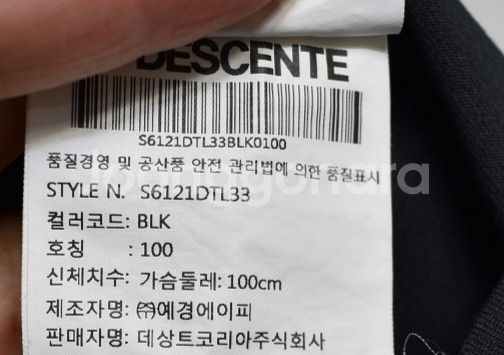 DESCENTE
S6121DTL33BLK0100
품질경영 및 공산품 안전 관리법에 의한 품질표시
STYLE N. S6121DTL33
컬러코드: BLK
호칭 : 100
신체치수: 가슴둘레: 100cm
제조자명: ㈜예경에이피
판매자명: 데상트코리아주식회사